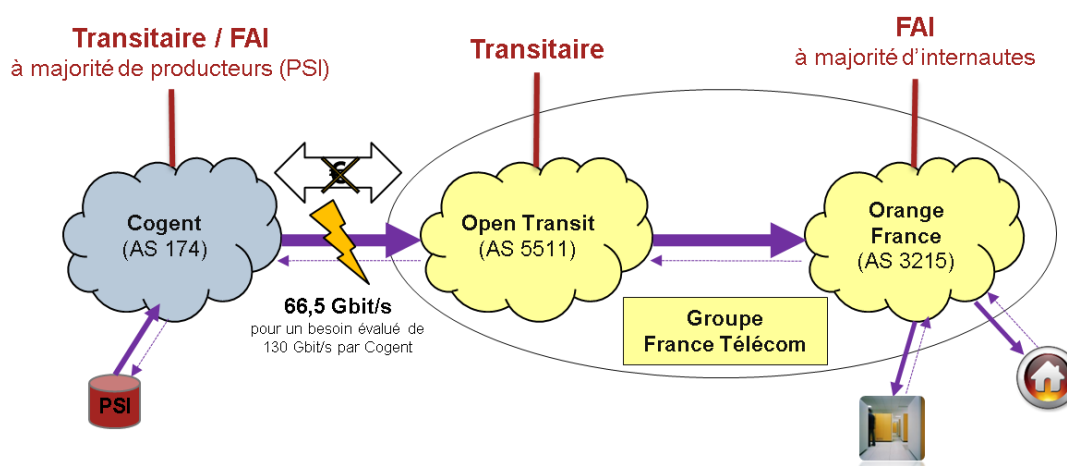 Transitaire / FAI
à majorité de producteurs (PSI)
Transitaire
FAI
à majorité d'internautes
€
Cogent
(AS 174)
Open Transit
(AS 5511)
Orange
France
(AS 3215)
66,5 Gbit/s
pour un besoin évalué de
130 Gbit/s par Cogent
Groupe
France Télécom
PSI